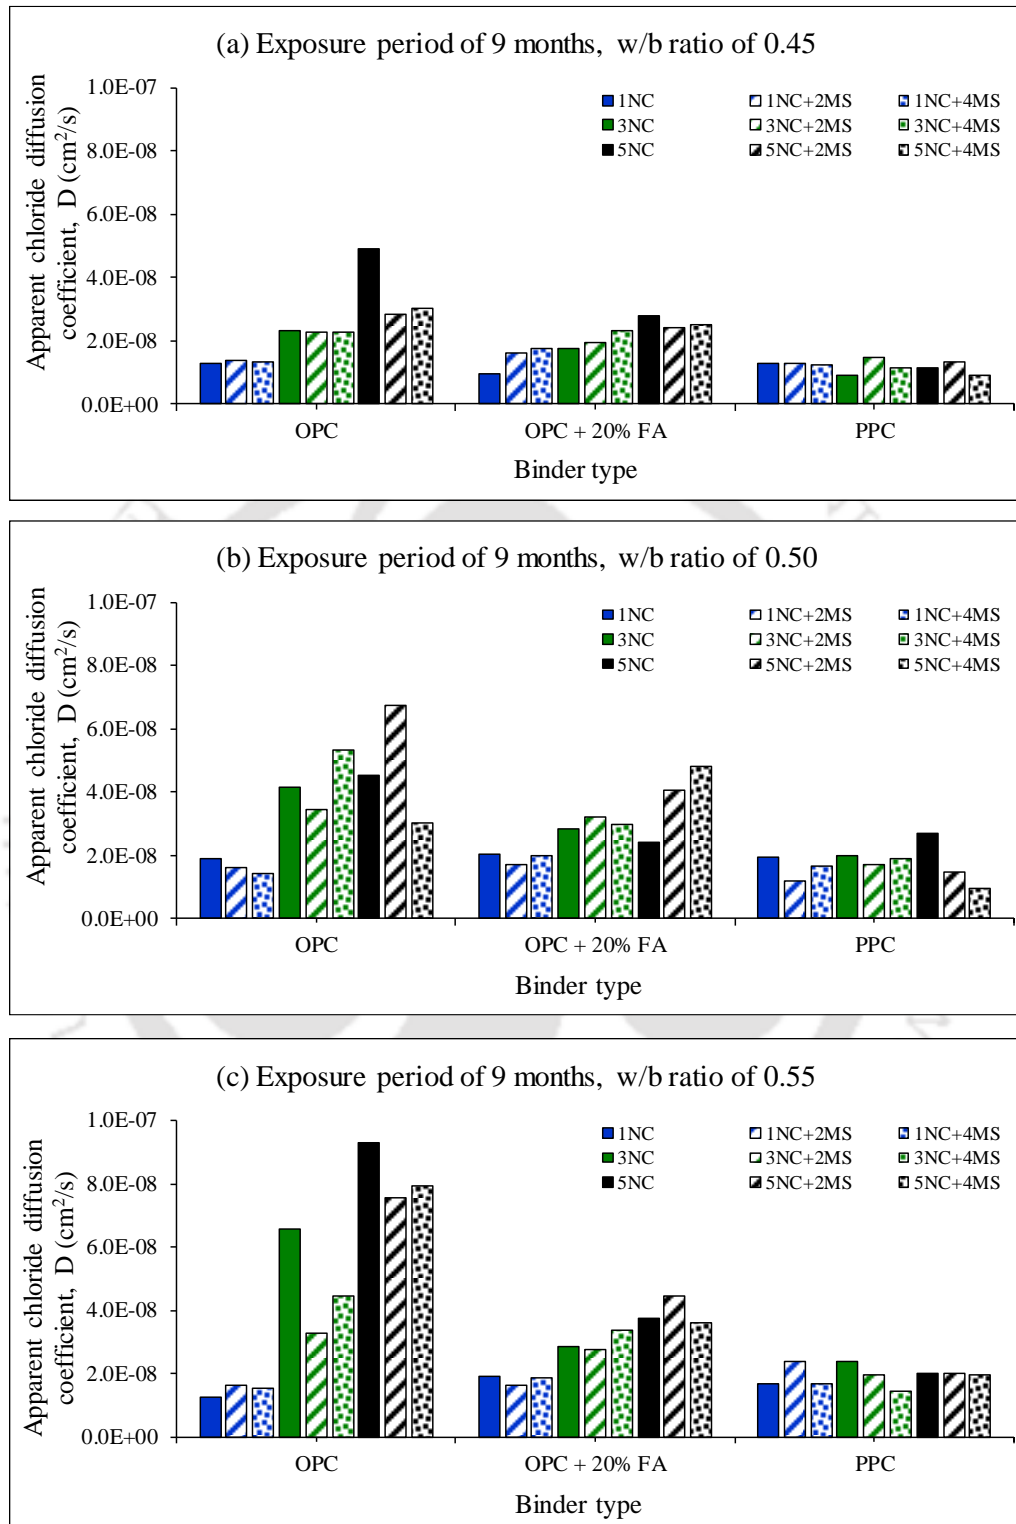 (a) Exposure period of 9 months, w/b ratio of 0.45
Apparent chloride diffusion
coefficient, D (cm²/s)
1.0E-07
8.0E-08
6.0E-08
4.0E-08
2.0E-08
0.0E+00
1NC 1NC+2MS 1NC+4MS
3NC 3NC+2MS 3NC+4MS
5NC 5NC+2MS 5NC+4MS
OPC OPC + 20% FA PPC
Binder type
(b) Exposure period of 9 months, w/b ratio of 0.50
Apparent chloride diffusion
coefficient, D (cm²/s)
1.0E-07
8.0E-08
6.0E-08
4.0E-08
2.0E-08
0.0E+00
1NC 1NC+2MS 1NC+4MS
3NC 3NC+2MS 3NC+4MS
5NC 5NC+2MS 5NC+4MS
OPC OPC + 20% FA PPC
Binder type
(c) Exposure period of 9 months, w/b ratio of 0.55
Apparent chloride diffusion
coefficient, D (cm²/s)
1.0E-07
8.0E-08
6.0E-08
4.0E-08
2.0E-08
0.0E+00
1NC 1NC+2MS 1NC+4MS
3NC 3NC+2MS 3NC+4MS
5NC 5NC+2MS 5NC+4MS
OPC OPC + 20% FA PPC
Binder type